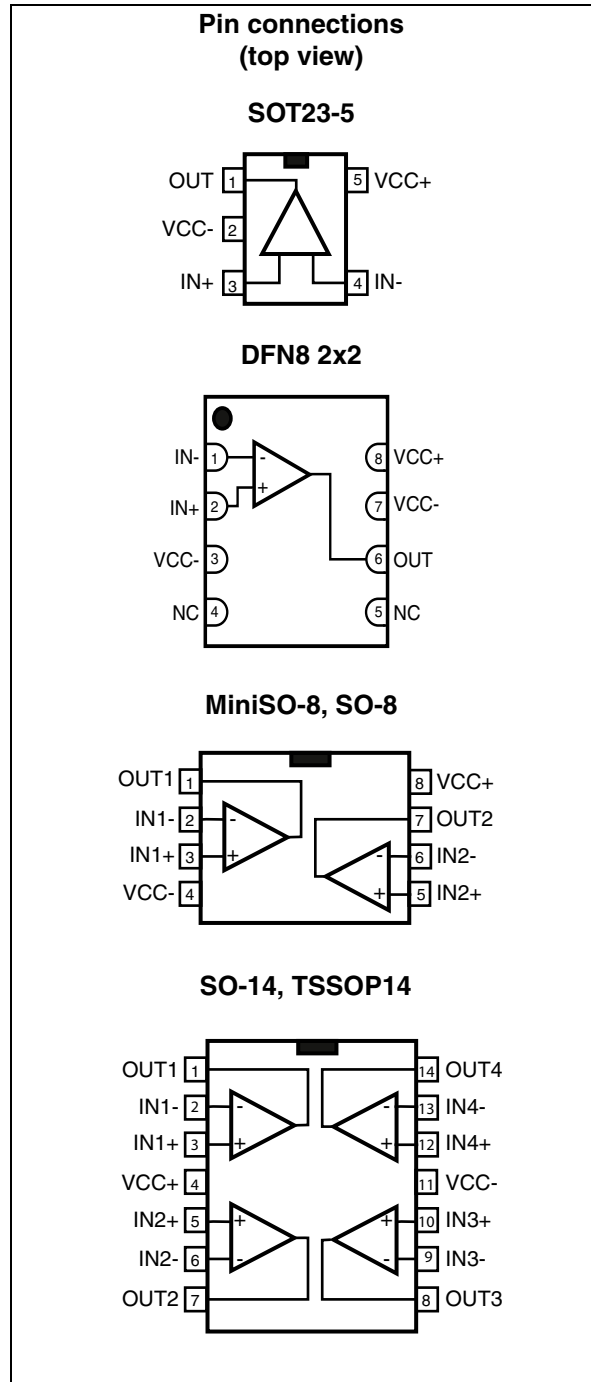 Pin connections
(top view)
SOT23-5
OUT 1 5 VCC+
VCC- 2
IN+ 3 4 IN-
DFN8 2x2
IN- 1 - 8 VCC+
IN+ 2 + 7 VCC-
VCC- 3 6 OUT
NC 4 5 NC
MiniSO-8, SO-8
OUT1 1 8 VCC+
IN1- 2 - 7 OUT2
IN1+ 3 + - 6 IN2-
VCC- 4 + 5 IN2+
SO-14, TSSOP14
OUT1 1 14 OUT4
IN1- 2 - - 13 IN4-
IN1+ 3 + + 12 IN4+
VCC+ 4 11 VCC-
IN2+ 5 + + 10 IN3+
IN2- 6 - - 9 IN3-
OUT2 7 8 OUT3